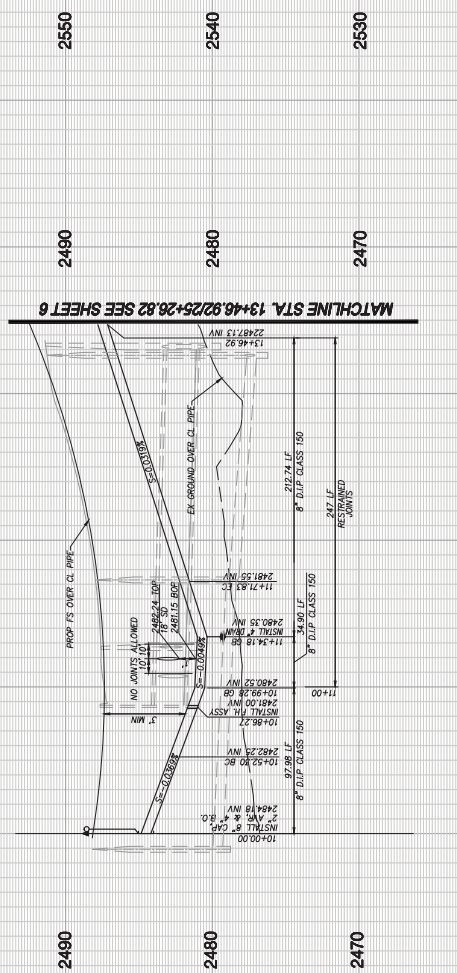 2550
2540
2530
2490
2480
2470
MATCHLINE STA. 13+46.92/25+26.82 SEE SHEET 6
13+46.92
22487.13 INV
S=0.0319%
EX GROUND OVER CL PIPE
212.74 LF
8" D.I.P CLASS 150
247 LF
RESTRAINED
JOINTS
PROP FS OVER CL PIPE
11+71.83 EC
2481.55 INV
2482.24 TOP
18" SD
2481.15 BOP
NO JOINTS ALLOWED
10' 10'
1'
11+34.18 GB
INSTALL 4" DRAIN
2480.35 INV
34.90 LF
8" D.I.P CLASS 150
S=-0.0049%
10+99.28 GB
2480.52 INV
11+00
3" MIN
10+86.27
INSTALL F.H. ASSY
2481.00 INV
10+52.50 BC
2482.25 INV
97.98 LF
8" D.I.P CLASS 150
S=-0.0369%
10+00.00
INSTALL 8" CAP,
2" A/R, & 4" B.O.
2484.18 INV
2490
2480
2470